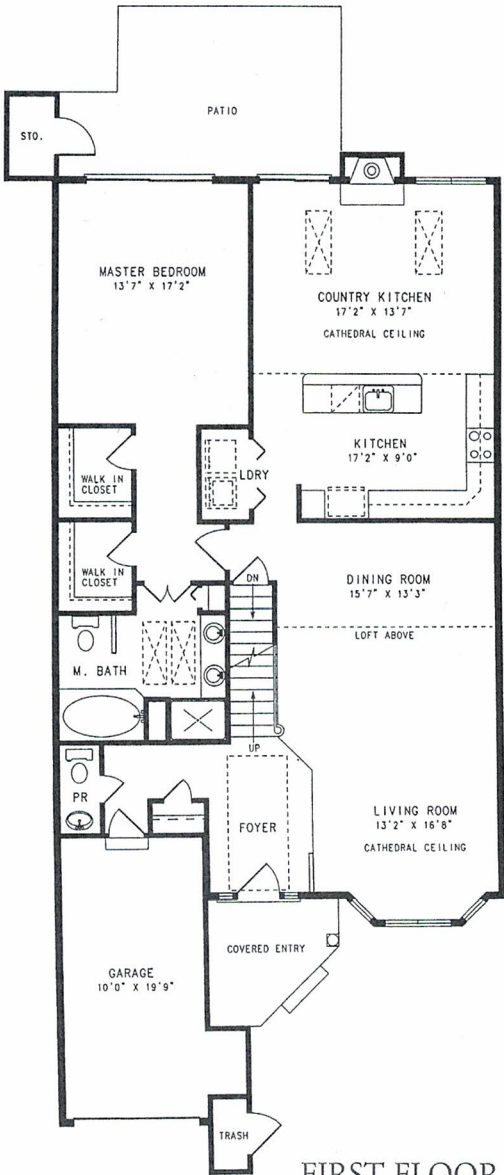 PATIO
STO.
MASTER BEDROOM
13'7" X 17'2"
COUNTRY KITCHEN
17'2" X 13'7"
CATHEDRAL CEILING
KITCHEN
17'2" X 9'0"
LDRY
WALK IN
CLOSET
WALK IN
CLOSET
DN
DINING ROOM
15'7" X 13'3"
LOFT ABOVE
M. BATH
UP
PR
FOYER
LIVING ROOM
13'2" X 16'8"
CATHEDRAL CEILING
COVERED ENTRY
GARAGE
10'0" X 19'9"
TRASH
FIRST FLOOR